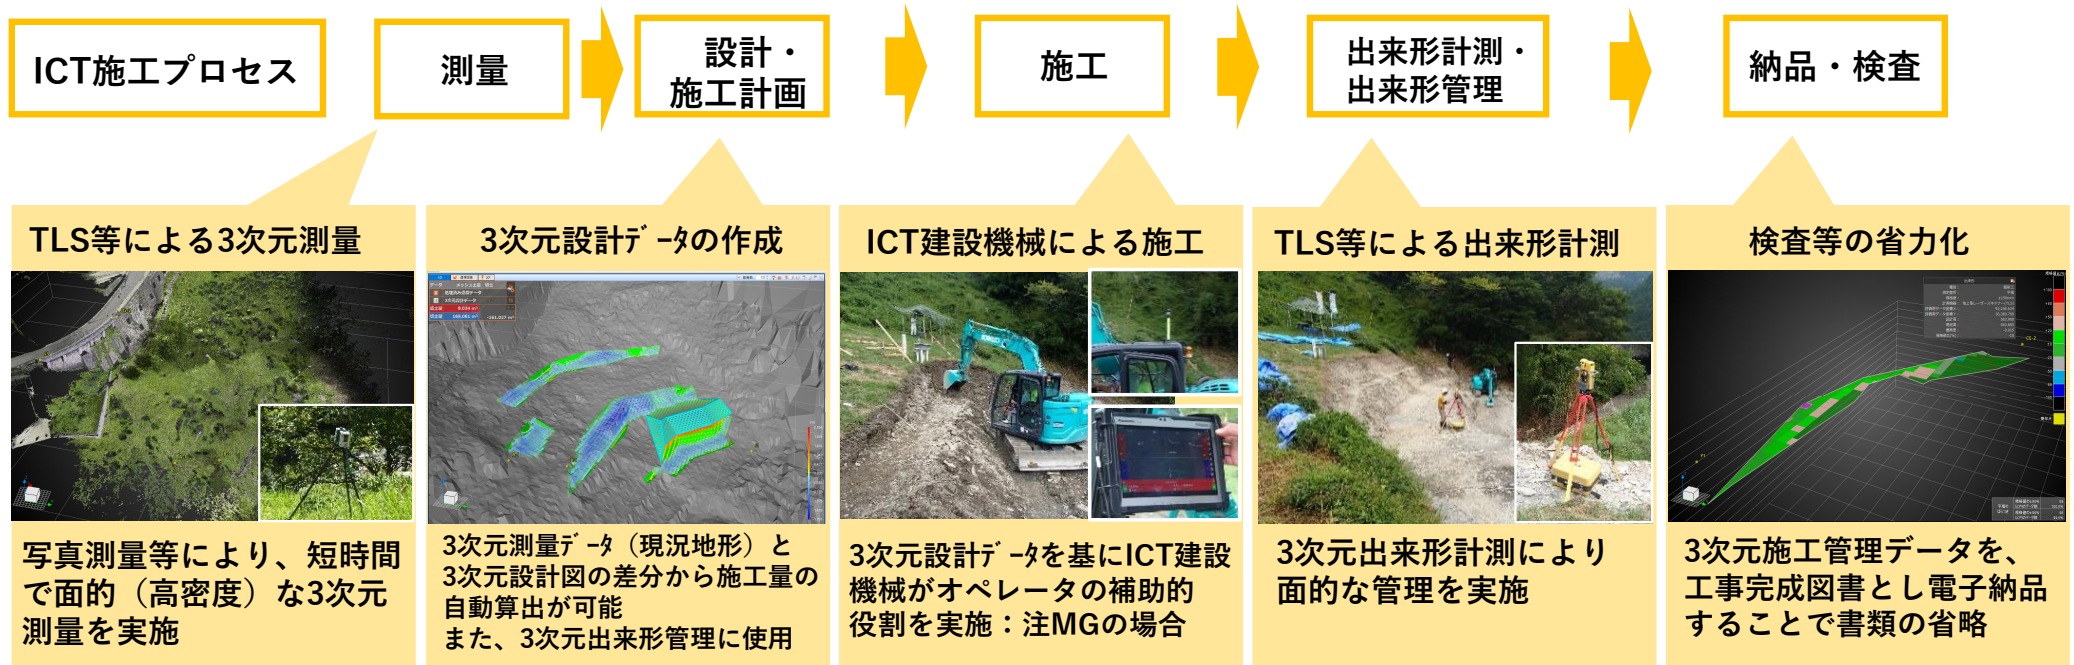 ICT施工プロセス
測量
設計・
施工計画
施工
出来形計測・
出来形管理
納品・検査
TLS等による3次元測量
写真測量等により、短時間
で面的（高密度）な3次元
測量を実施
3次元設計ﾃﾞｰﾀの作成
3次元測量ﾃﾞｰﾀ（現況地形）と
3次元設計図の差分から施工量の
自動算出が可能
また、3次元出来形管理に使用
ICT建設機械による施工
3次元設計ﾃﾞｰﾀを基にICT建設
機械がオペレータの補助的
役割を実施：注MGの場合
TLS等による出来形計測
3次元出来形計測により
面的な管理を実施
検査等の省力化
3次元施工管理データを、
工事完成図書とし電子納品
することで書類の省略